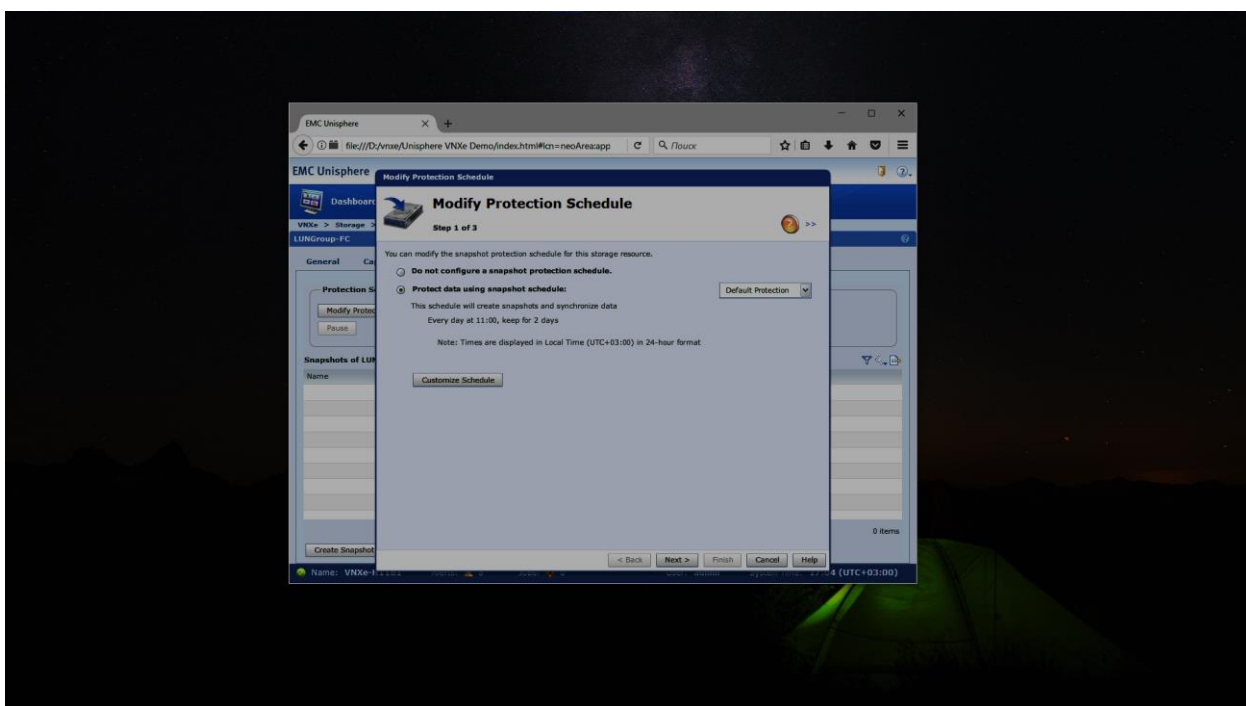 EMC Unisphere
file:///D:/vnxe/Unisphere VNXe Demo/index.html#lcn=neoArea:app
Поиск
EMC Unisphere
Modify Protection Schedule
Dashboard
Modify Protection Schedule
Step 1 of 3
>>
VNXe > Storage >
LUNGroup-FC
General
You can modify the snapshot protection schedule for this storage resource.
Do not configure a snapshot protection schedule.
Protection
Protect data using snapshot schedule:
Default Protection
This schedule will create snapshots and synchronize data
Modify
Every day at 11:00, keep for 2 days
Pause
Note: Times are displayed in Local Time (UTC+03:00) in 24-hour format
Snapshots of
Name
Customize Schedule
0 items
Create Snapshot
< Back
Next >
Finish
Cancel
Help
Name: VNXe-
(UTC+03:00)